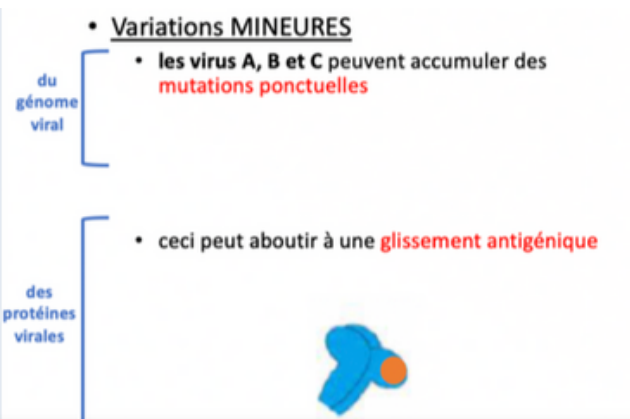 • Variations MINEURES
• les virus A, B et C peuvent accumuler des
mutations ponctuelles
du
génome
viral
• ceci peut aboutir à une glissement antigénique
des
protéines
virales